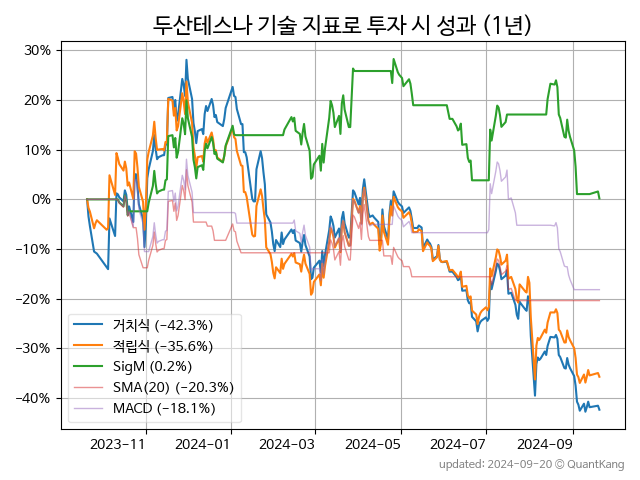 두산테스나 기술 지표로 투자 시 성과 (1년)
30%
20%
10%
0%
−10%
−20%
−30%
−40%
거치식 (−42.3%)
적립식 (−35.6%)
SigM (0.2%)
SMA(20) (−20.3%)
MACD (−18.1%)
2023-11 2024-01 2024-03 2024-05 2024-07 2024-09
updated: 2024-09-20 © QuantKang